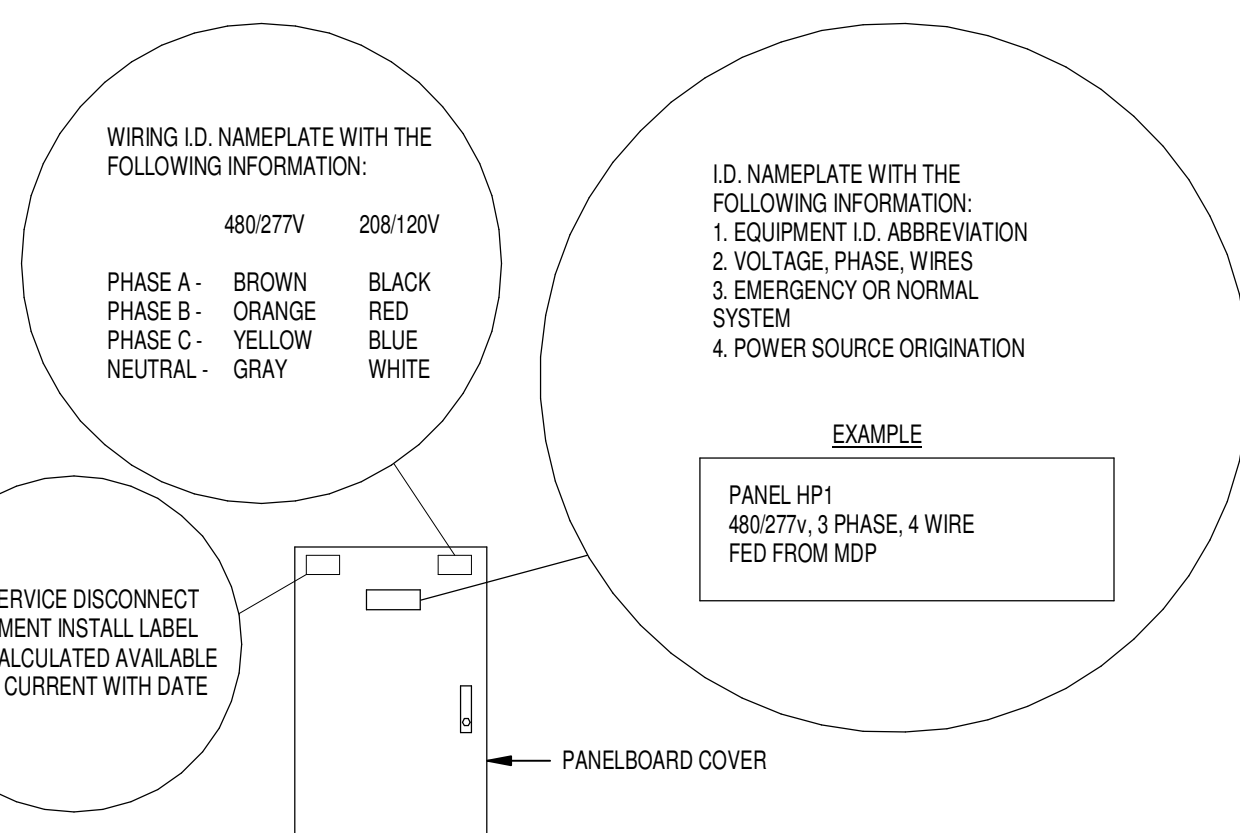 WIRING I.D. NAMEPLATE WITH THE
FOLLOWING INFORMATION:
480/277V 208/120V
PHASE A - BROWN BLACK
PHASE B - ORANGE RED
PHASE C - YELLOW BLUE
NEUTRAL - GRAY WHITE
I.D. NAMEPLATE WITH THE
FOLLOWING INFORMATION:
1. EQUIPMENT I.D. ABBREVIATION
2. VOLTAGE, PHASE, WIRES
3. EMERGENCY OR NORMAL
SYSTEM
4. POWER SOURCE ORIGINATION
EXAMPLE
PANEL HP1
480/277v, 3 PHASE, 4 WIRE
FED FROM MDP
ERVICE DISCONNECT
MENT INSTALL LABEL
ALCULATED AVAILABLE
CURRENT WITH DATE
PANELBOARD COVER